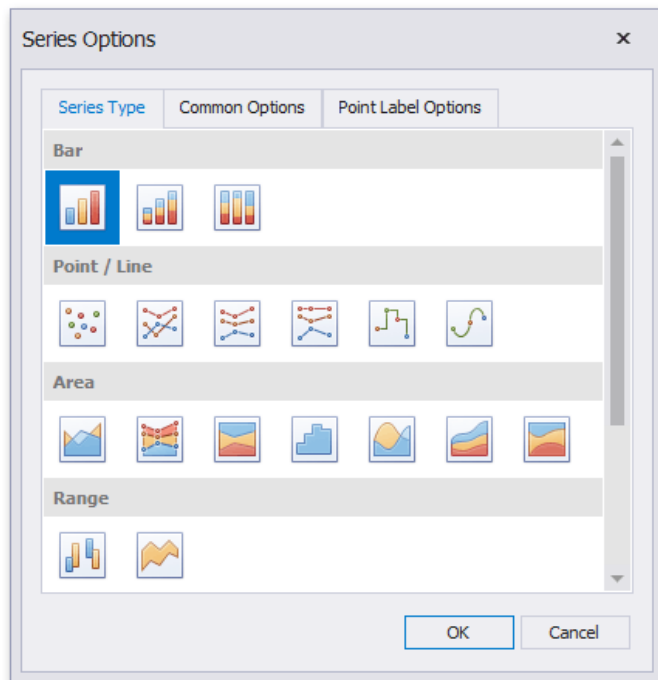 Series Options
Series Type Common Options Point Label Options
Bar
Point / Line
Area
Range
OK Cancel